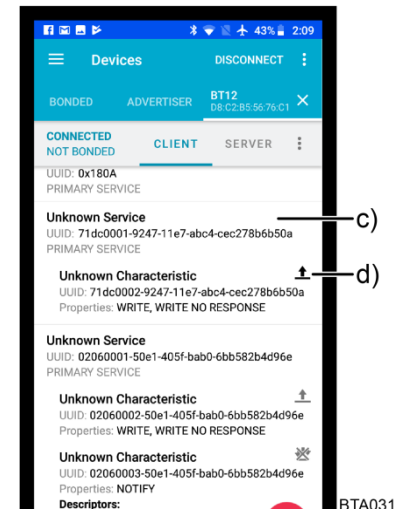 43% 2:09
Devices DISCONNECT
BONDED ADVERTISER BT12
D8:C2:B5:56:76:C1
CONNECTED
NOT BONDED CLIENT SERVER
UUID: 0x180A
PRIMARY SERVICE
Unknown Service c)
UUID: 71dc0001-9247-11e7-abc4-cec278b6b50a
PRIMARY SERVICE
Unknown Characteristic d)
UUID: 71dc0002-9247-11e7-abc4-cec278b6b50a
Properties: WRITE, WRITE NO RESPONSE
Unknown Service
UUID: 02060001-50e1-405f-bab0-6bb582b4d96e
PRIMARY SERVICE
Unknown Characteristic
UUID: 02060002-50e1-405f-bab0-6bb582b4d96e
Properties: WRITE, WRITE NO RESPONSE
Unknown Characteristic
UUID: 02060003-50e1-405f-bab0-6bb582b4d96e
Properties: NOTIFY
Descriptors:
BTA031